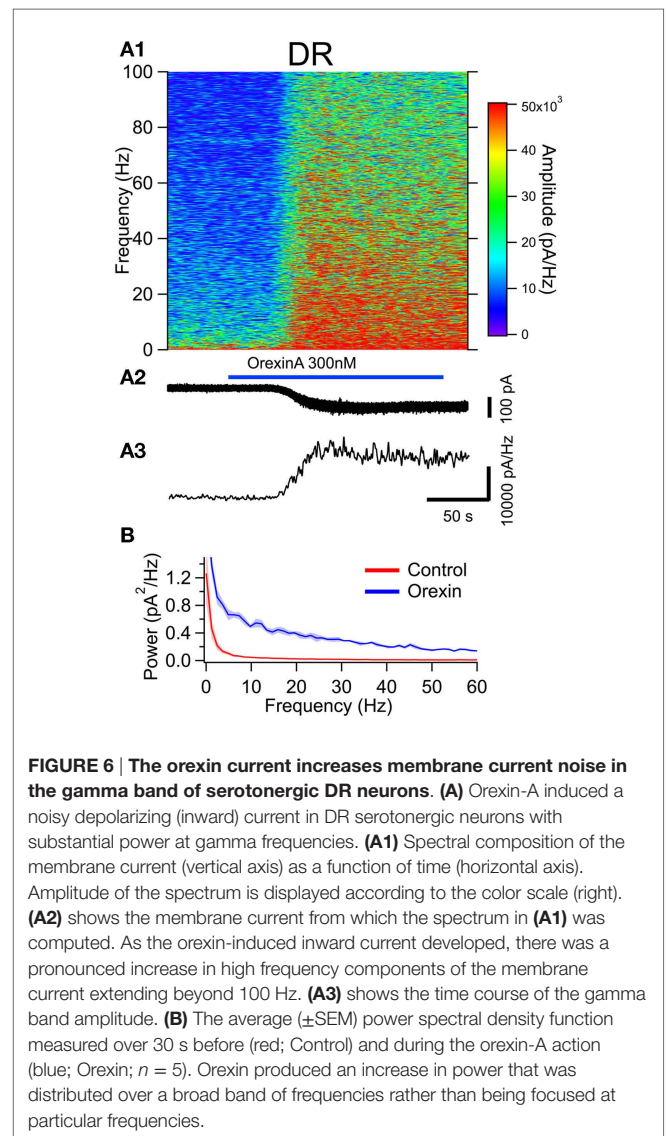 A1
DR
100
80
60
40
20
0
Frequency (Hz)
50x10³
40
30
20
10
0
Amplitude (pA/Hz)
OrexinA 300nM
A2
100 pA
A3
10000 pA/Hz
50 s
B
1.2
0.8
0.4
0.0
Power (pA²/Hz)
Control
Orexin
0 10 20 30 40 50 60
Frequency (Hz)
FIGURE 6 | The orexin current increases membrane current noise in
the gamma band of serotonergic DR neurons. (A) Orexin-A induced a
noisy depolarizing (inward) current in DR serotonergic neurons with
substantial power at gamma frequencies. (A1) Spectral composition of the
membrane current (vertical axis) as a function of time (horizontal axis).
Amplitude of the spectrum is displayed according to the color scale (right).
(A2) shows the membrane current from which the spectrum in (A1) was
computed. As the orexin-induced inward current developed, there was a
pronounced increase in high frequency components of the membrane
current extending beyond 100 Hz. (A3) shows the time course of the gamma
band amplitude. (B) The average (±SEM) power spectral density function
measured over 30 s before (red; Control) and during the orexin-A action
(blue; Orexin; n = 5). Orexin produced an increase in power that was
distributed over a broad band of frequencies rather than being focused at
particular frequencies.